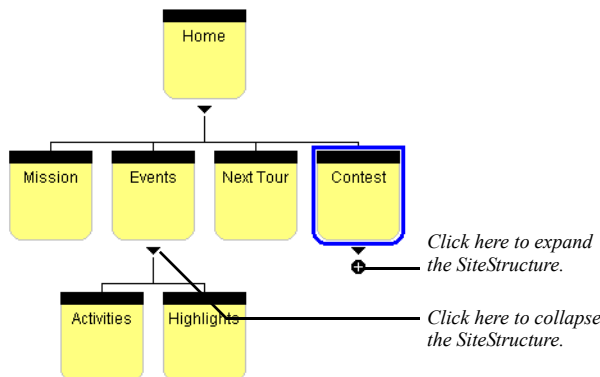 Home
Mission Events Next Tour Contest
Click here to expand
the SiteStructure.
Activities Highlights
Click here to collapse
the SiteStructure.